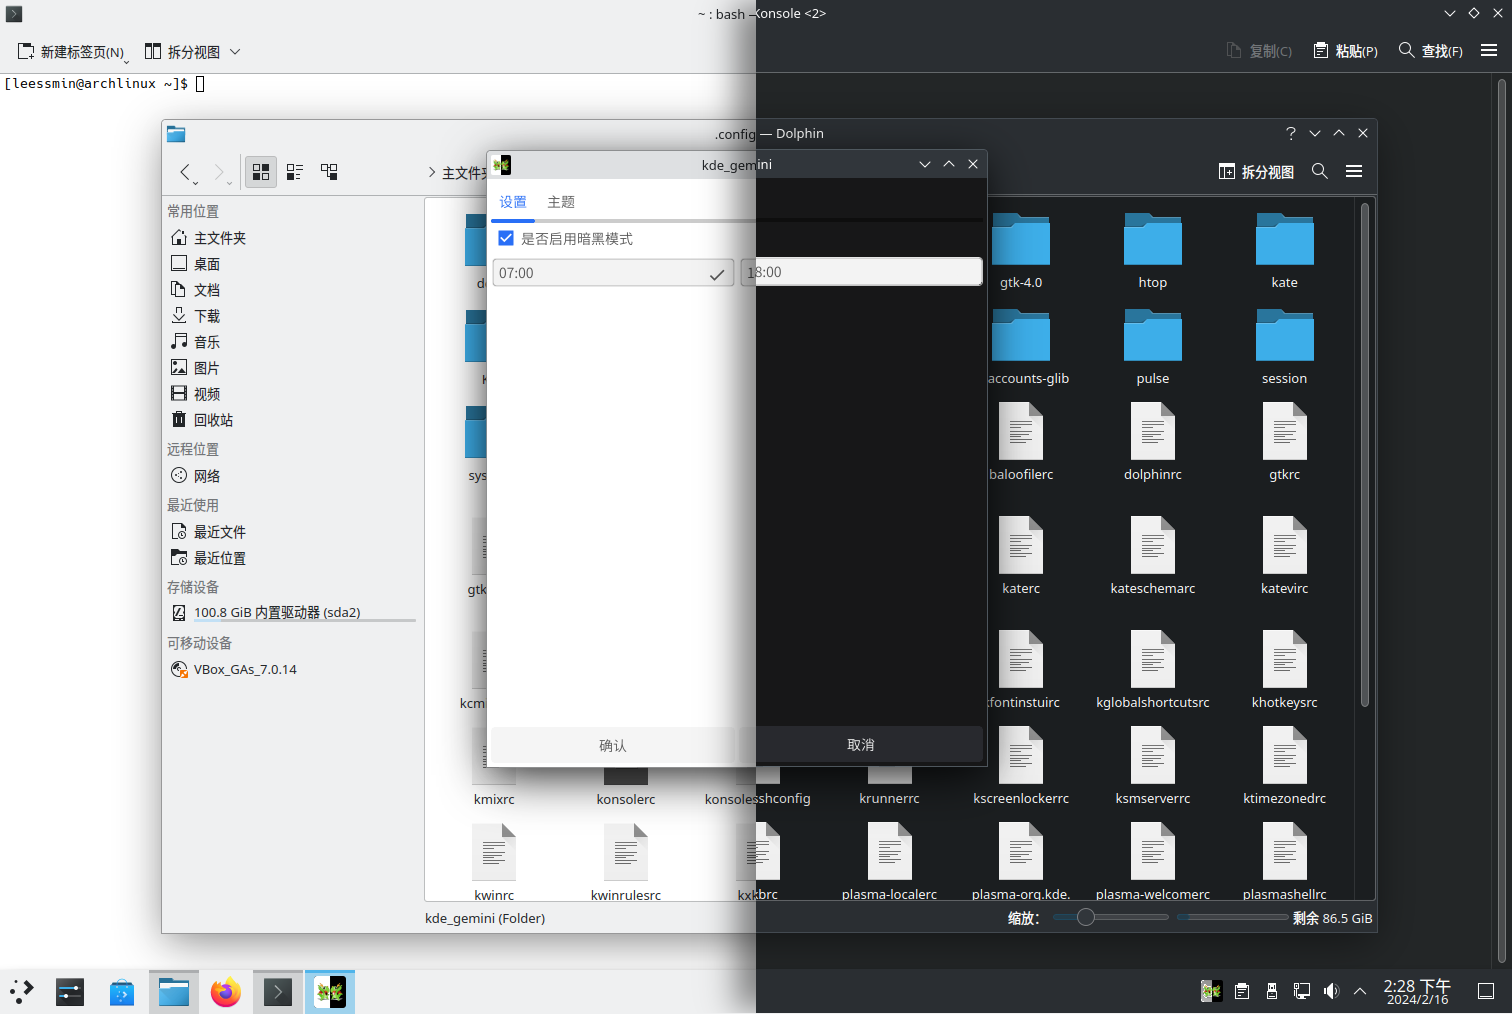 ~ : bash — Konsole <2>
新建标签页(N)
拆分视图
复制(C)
粘贴(P)
查找(F)
[leessmin@archlinux ~]$
.config — Dolphin
主文件夹
拆分视图
常用位置
主文件夹
桌面
文档
下载
音乐
图片
视频
回收站
远程位置
网络
最近使用
最近文件
最近位置
存储设备
100.8 GiB 内置驱动器 (sda2)
可移动设备
VBox_GAs_7.0.14
kde_gemini
设置
主题
是否启用暗黑模式
07:00
18:00
确认
取消
gtk-4.0
htop
kate
accounts-glib
pulse
session
sys
baloofilerc
dolphinrc
gtkrc
gtk
katerc
kateschemarc
katevirc
kcm
kfontinstuirc
kglobalshortcutsrc
khotkeysrc
kmixrc
konsolerc
konsolesshconfig
krunnerrc
kscreenlockerrc
ksmserverrc
ktimezonedrc
kwinrc
kwinrulesrc
kxkbrc
plasma-localerc
plasma-org.kde.
plasma-welcomerc
plasmashellrc
kde_gemini (Folder)
缩放：
剩余 86.5 GiB
2:28 下午
2024/2/16